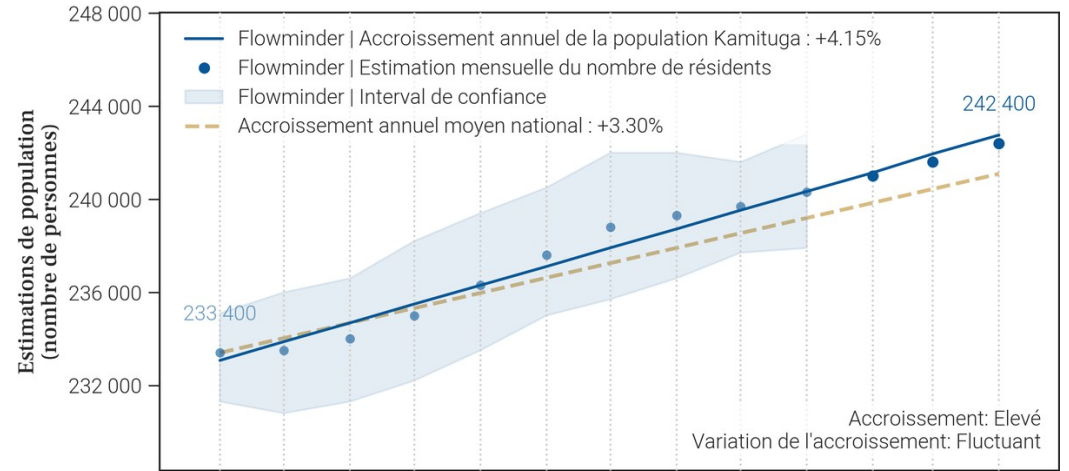 248 000
Flowminder | Accroissement annuel de la population Kamituga : +4.15%
Flowminder | Estimation mensuelle du nombre de résidents
Flowminder | Interval de confiance
Accroissement annuel moyen national : +3.30%
244 000
242 400
Estimations de population
(nombre de personnes)
240 000
236 000
233 400
232 000
Accroissement: Elevé
Variation de l'accroissement: Fluctuant